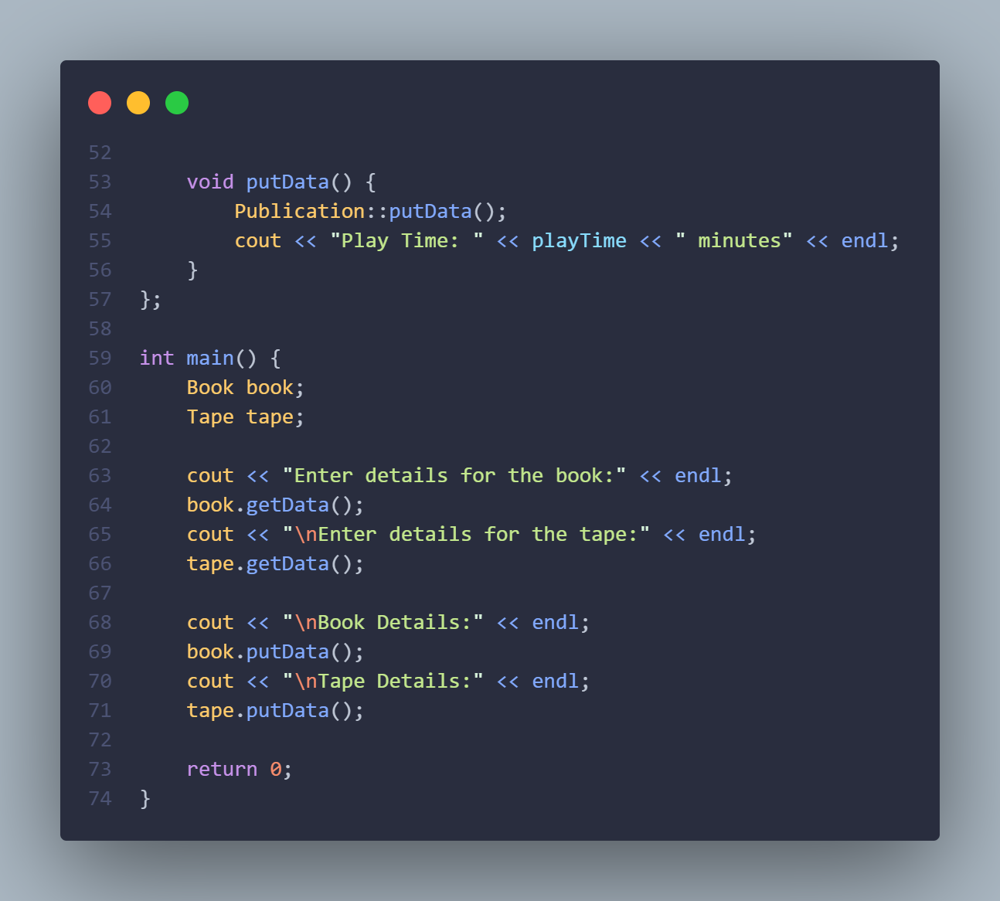 52
53     void putData() {
54         Publication::putData();
55         cout << "Play Time: " << playTime << " minutes" << endl;
56     }
57 };
58
59 int main() {
60     Book book;
61     Tape tape;
62
63     cout << "Enter details for the book:" << endl;
64     book.getData();
65     cout << "\nEnter details for the tape:" << endl;
66     tape.getData();
67
68     cout << "\nBook Details:" << endl;
69     book.putData();
70     cout << "\nTape Details:" << endl;
71     tape.putData();
72
73     return 0;
74 }